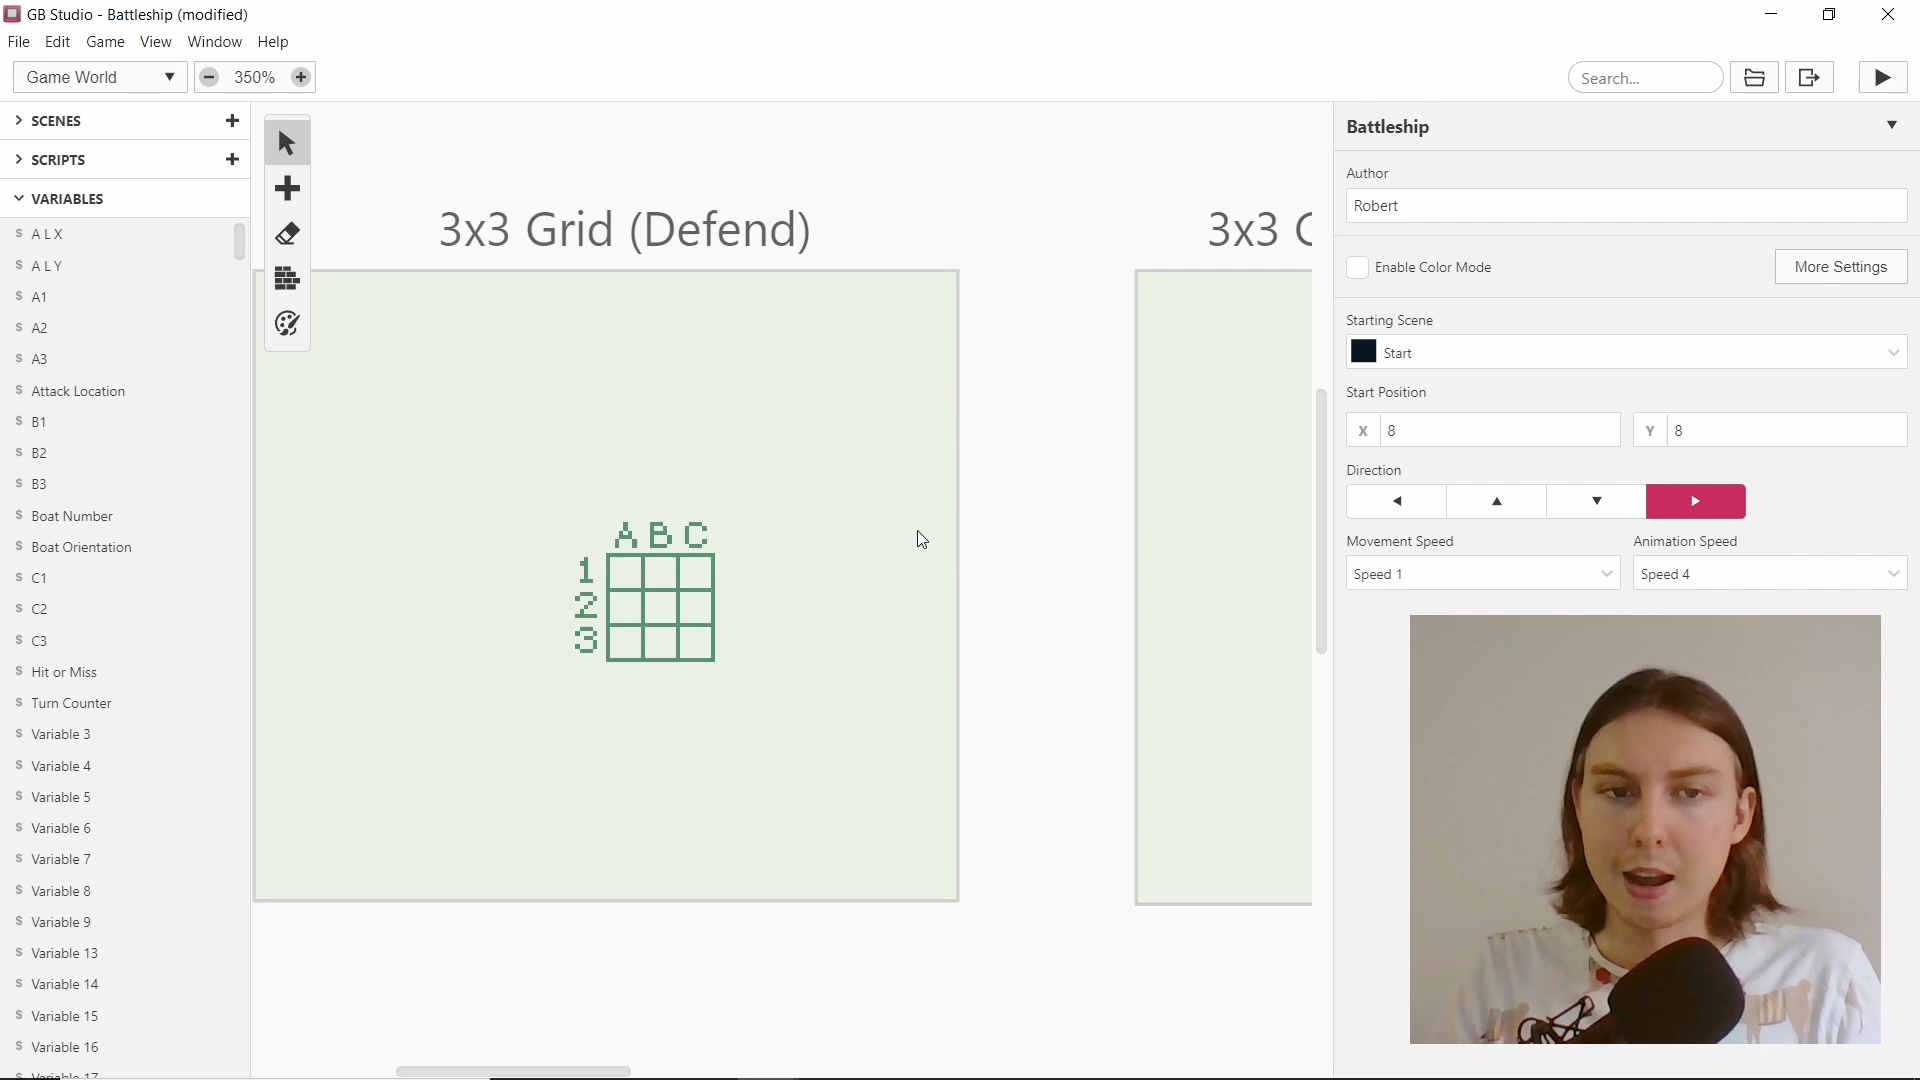 GB Studio - Battleship (modified)
File Edit Game View Window Help
Game World 350% Search...
SCENES
SCRIPTS
VARIABLES
$ A L X
$ A L Y
$ A1
$ A2
$ A3
$ Attack Location
$ B1
$ B2
$ B3
$ Boat Number
$ Boat Orientation
$ C1
$ C2
$ C3
$ Hit or Miss
$ Turn Counter
$ Variable 3
$ Variable 4
$ Variable 5
$ Variable 6
$ Variable 7
$ Variable 8
$ Variable 9
$ Variable 13
$ Variable 14
$ Variable 15
$ Variable 16
$ Variable 17
3x3 Grid (Defend)
A B C
1
2
3
3x3
Battleship
Author
Robert
Enable Color Mode More Settings
Starting Scene
Start
Start Position
X 8 Y 8
Direction
Movement Speed Animation Speed
Speed 1 Speed 4